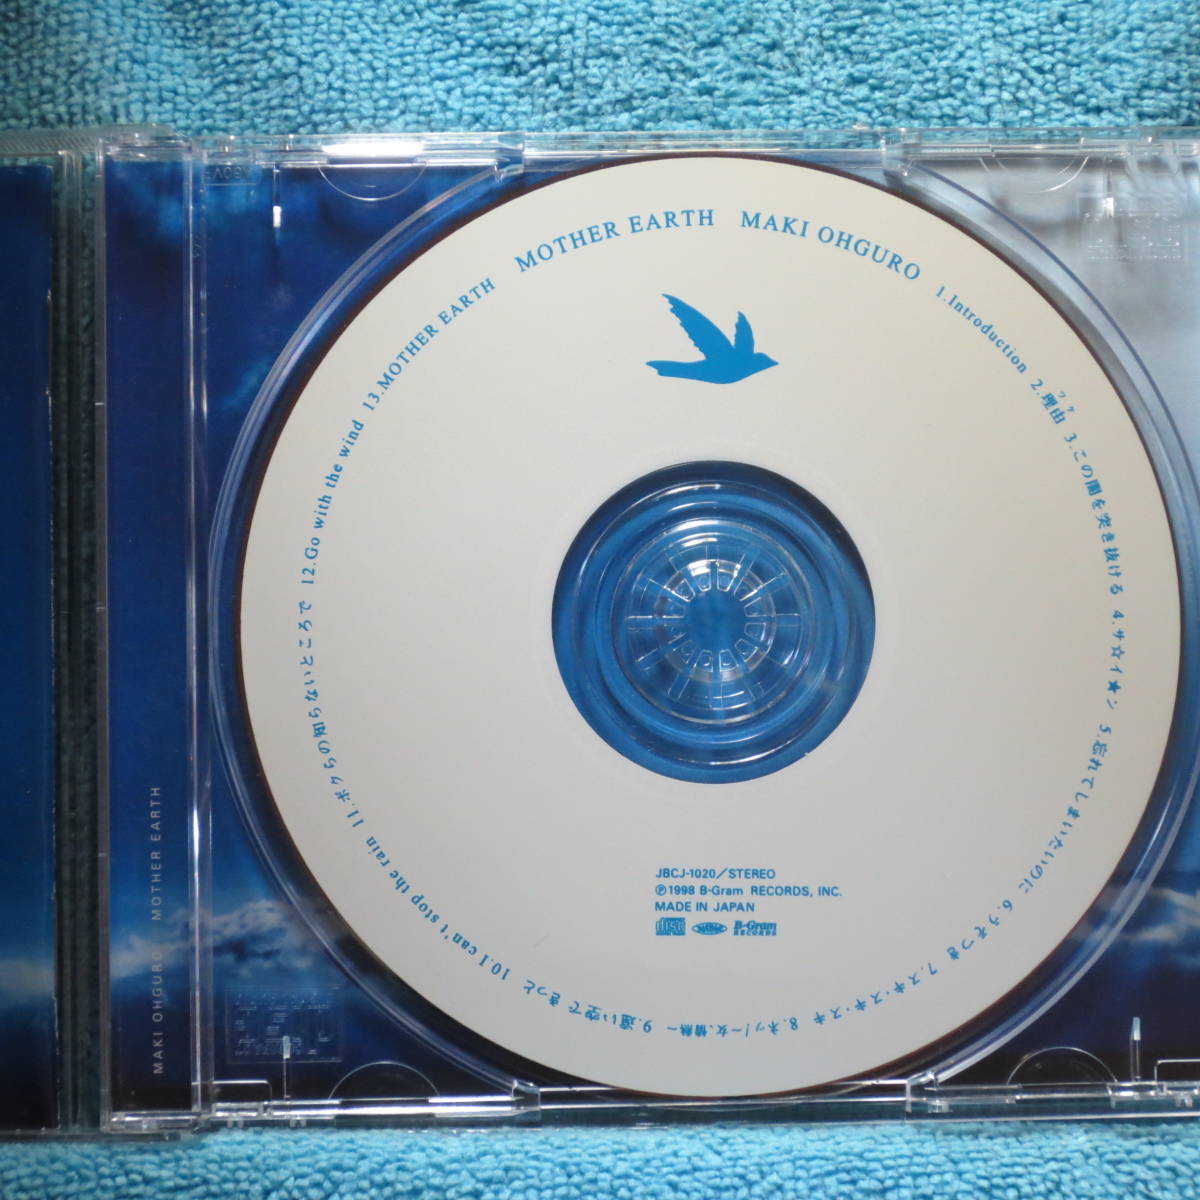 MOTHER EARTH MAKI OHGURO
1.Introduction 2.理由 3.この闇を突き抜ける 4.サ☆イ★ン 5.忘れてしまいたいのに 6.うそつき 7.スキ・スキ・スキ 8.ネッ!〜女、情熱〜 9.遠い空で きっと 10.I can't stop the rain 11.ボクらの知らないところで 12.Go with the wind 13.MOTHER EARTH
ワケ
JBCJ-1020/STEREO
℗1998 B-Gram RECORDS, INC.
MADE IN JAPAN
B-Gram
RECORDS
MAKI OHGURO MOTHER EARTH